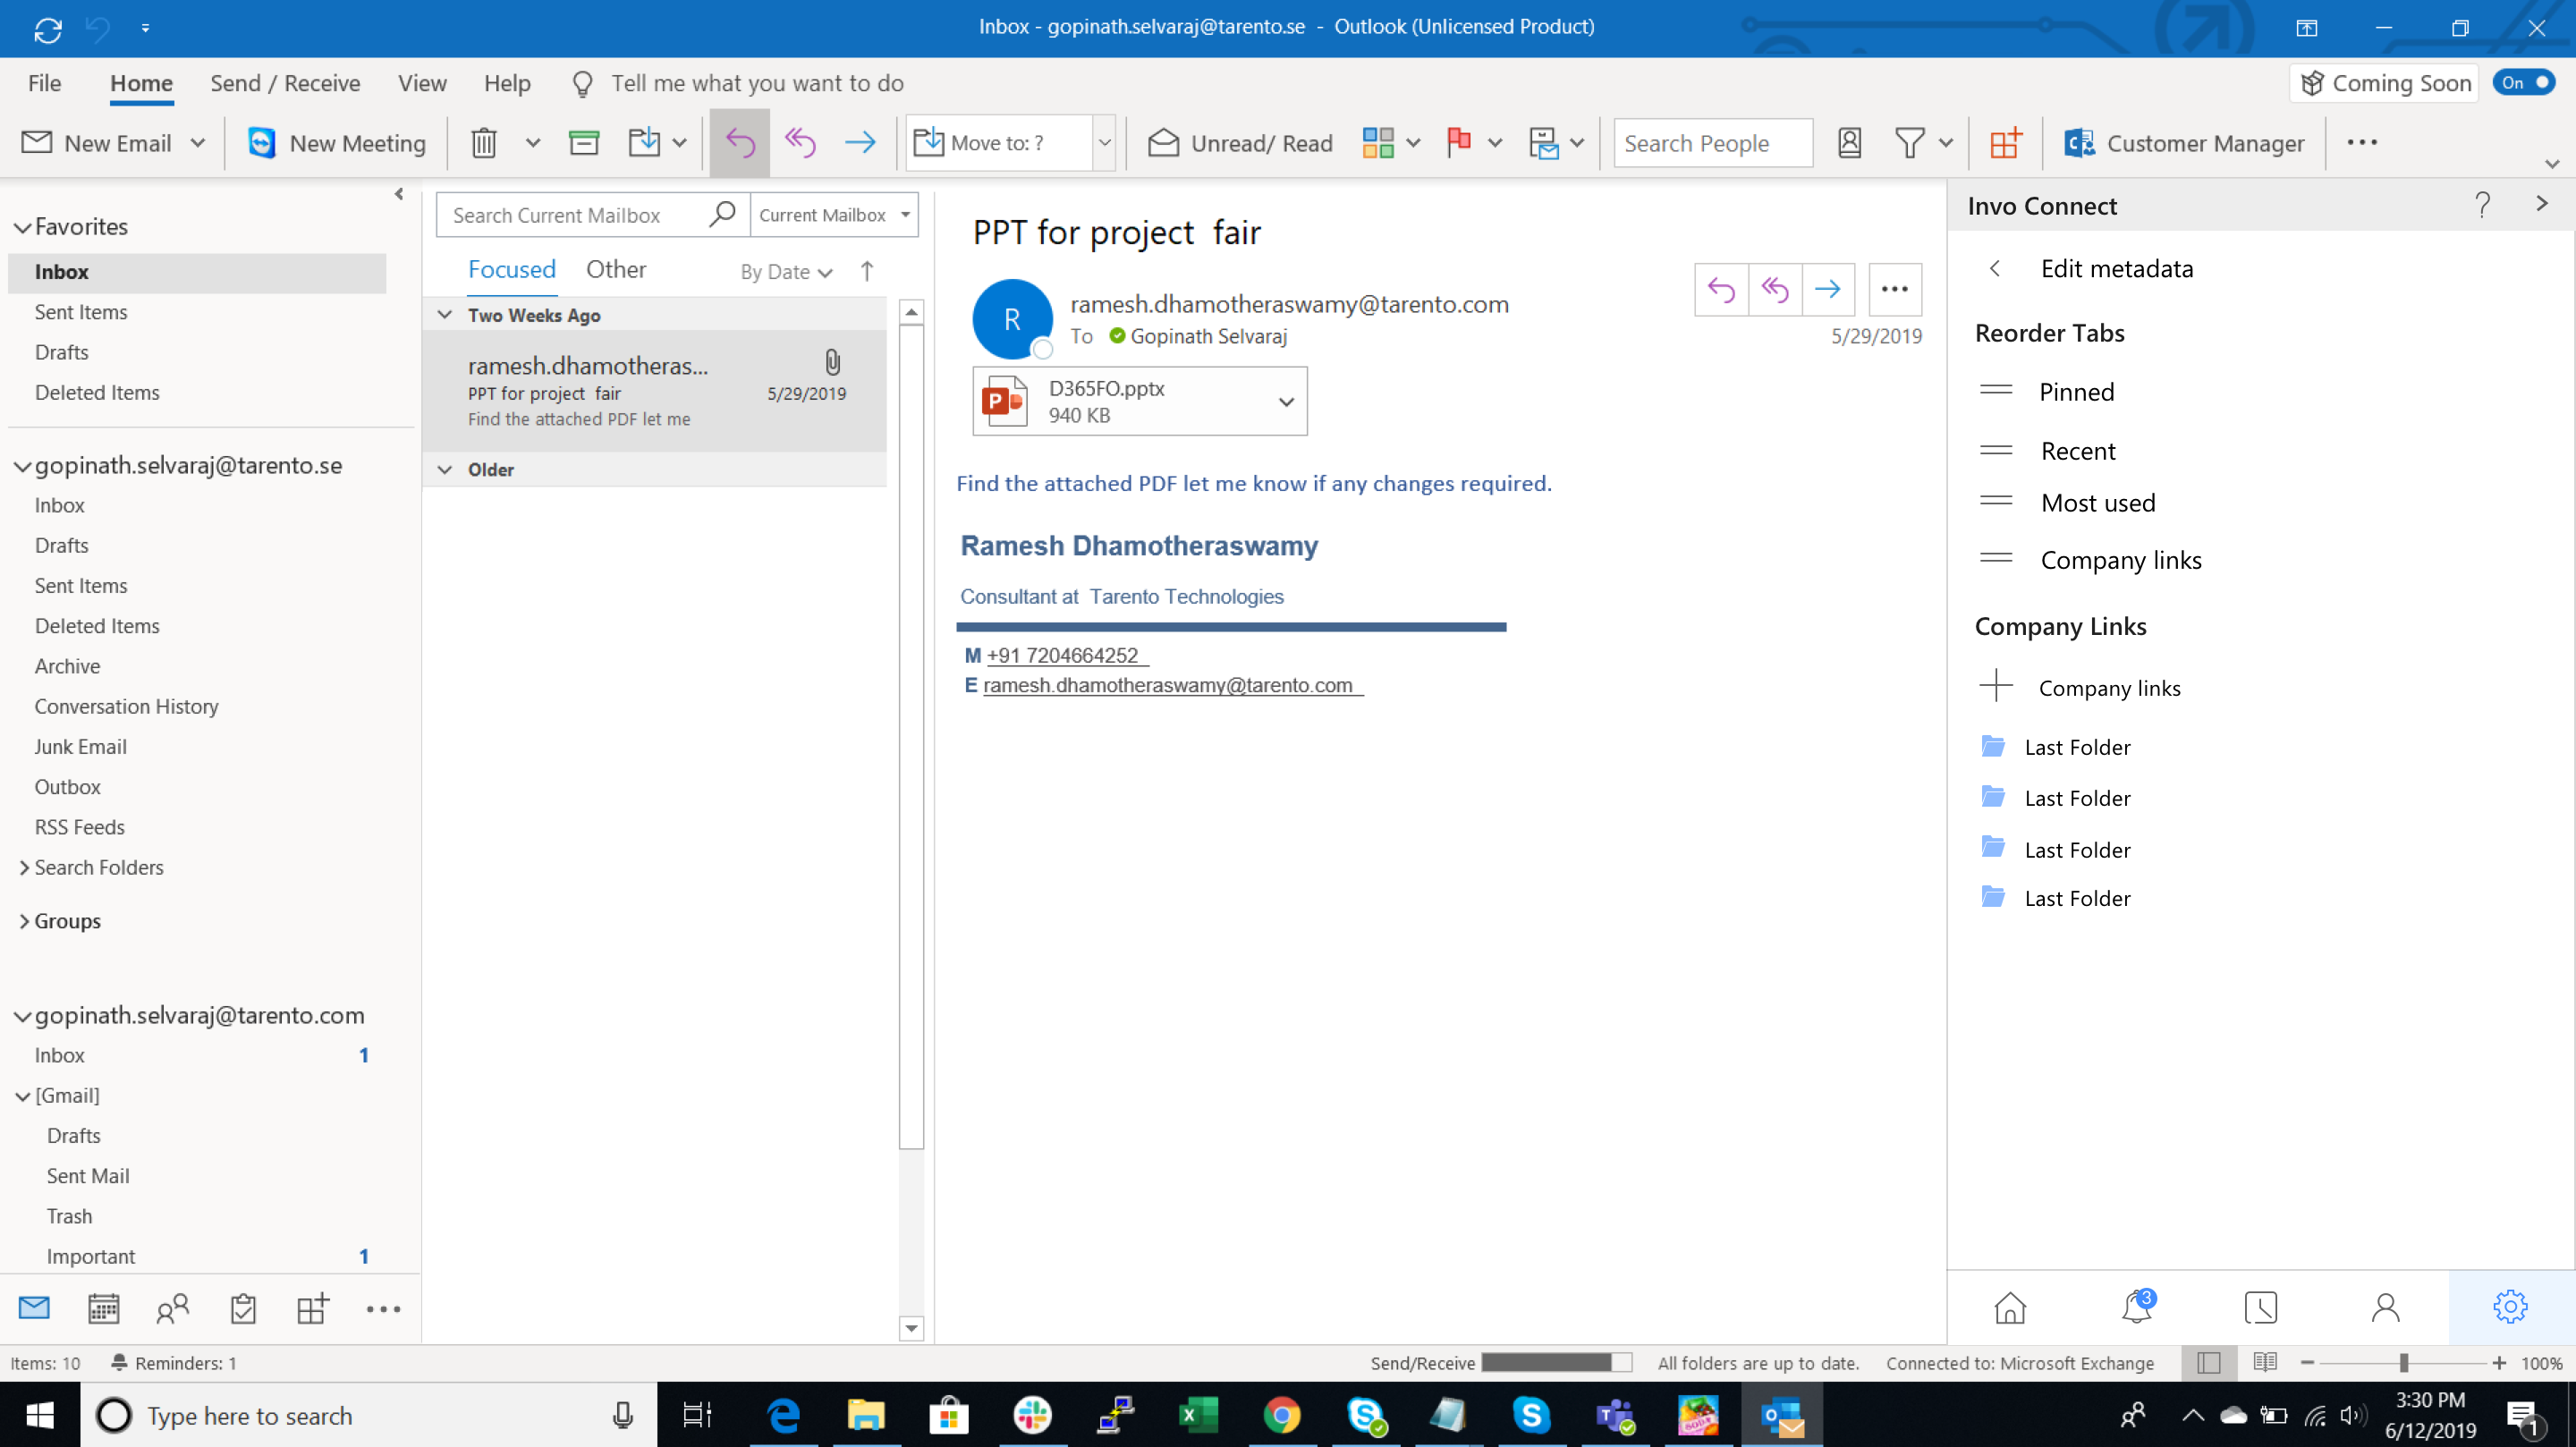 Inbox - gopinath.selvaraj@tarento.se - Outlook (Unlicensed Product)
File Home Send / Receive View Help Tell me what you want to do
Coming Soon On
New Email New Meeting Move to: ? Unread/ Read Search People Customer Manager
Favorites
Inbox
Sent Items
Drafts
Deleted Items
gopinath.selvaraj@tarento.se
Inbox
Drafts
Sent Items
Deleted Items
Archive
Conversation History
Junk Email
Outbox
RSS Feeds
Search Folders
Groups
gopinath.selvaraj@tarento.com
Inbox 1
[Gmail]
Drafts
Sent Mail
Trash
Important 1
Search Current Mailbox Current Mailbox
Focused Other By Date
Two Weeks Ago
ramesh.dhamotheras...
PPT for project fair 5/29/2019
Find the attached PDF let me
Older
PPT for project fair
R
ramesh.dhamotheraswamy@tarento.com
To Gopinath Selvaraj
5/29/2019
D365FO.pptx
940 KB
Find the attached PDF let me know if any changes required.
Ramesh Dhamotheraswamy
Consultant at Tarento Technologies
M +91 7204664252
E ramesh.dhamotheraswamy@tarento.com
Invo Connect ?
Edit metadata
Reorder Tabs
Pinned
Recent
Most used
Company links
Company Links
Company links
Last Folder
Last Folder
Last Folder
Last Folder
3
Items: 10 Reminders: 1
Send/Receive All folders are up to date. Connected to: Microsoft Exchange 100%
Type here to search
3:30 PM
6/12/2019
1